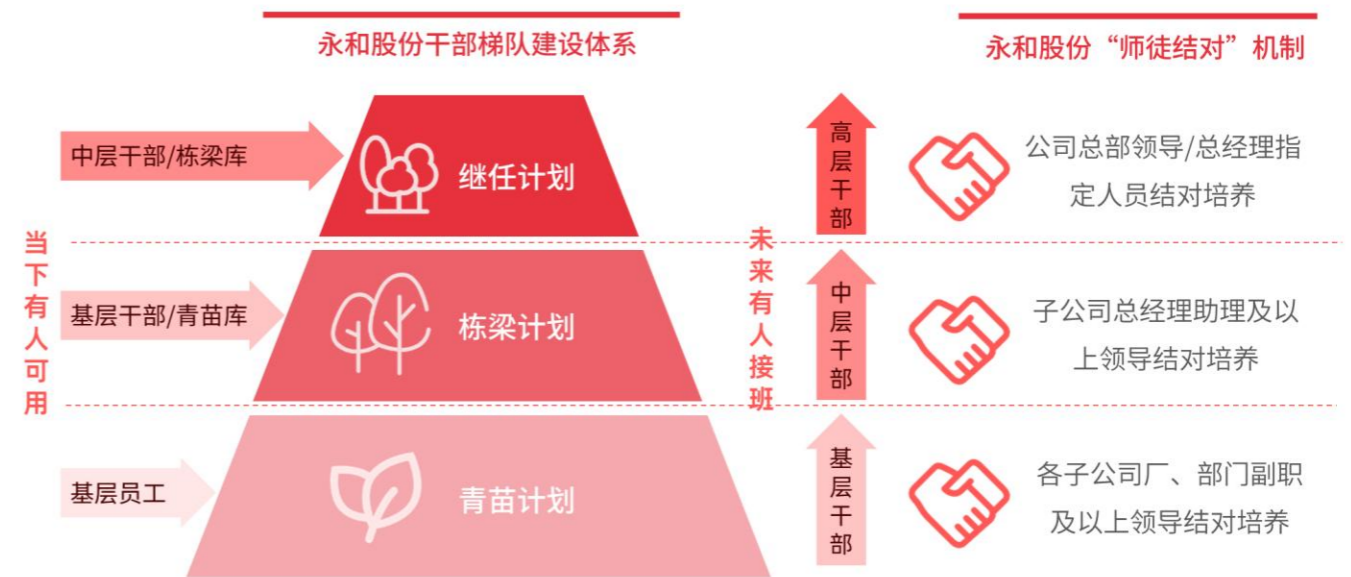 永和股份干部梯队建设体系
永和股份“师徒结对”机制
当下有人可用
中层干部/栋梁库
继任计划
基层干部/青苗库
栋梁计划
基层员工
青苗计划
未来有人接班
高层干部
公司总部领导/总经理指
定人员结对培养
中层干部
子公司总经理助理及以
上领导结对培养
基层干部
各子公司厂、部门副职
及以上领导结对培养